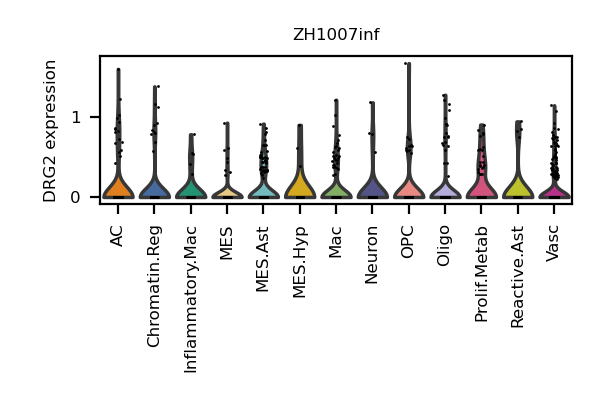 ZH1007inf
DRG2 expression
1
0
AC
Chromatin.Reg
Inflammatory.Mac
MES
MES.Ast
MES.Hyp
Mac
Neuron
OPC
Oligo
Prolif.Metab
Reactive.Ast
Vasc